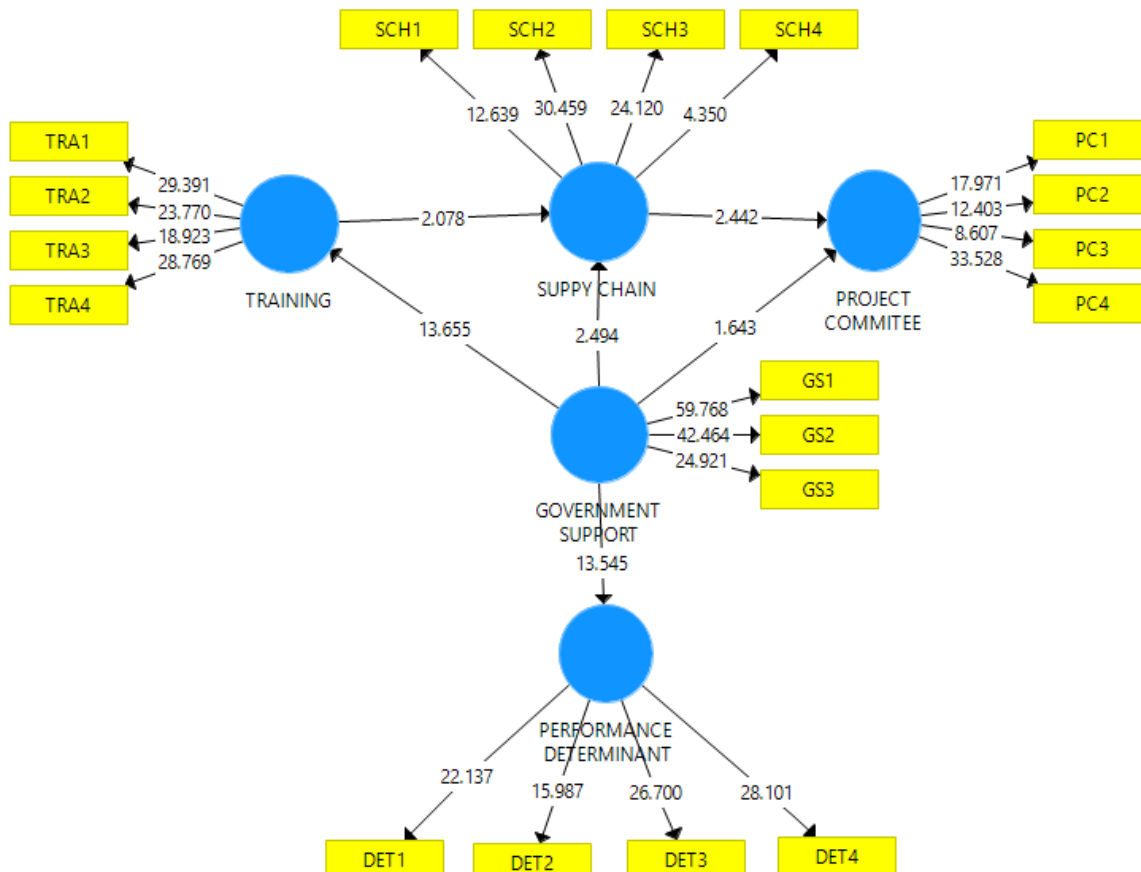 SCH1
SCH2
SCH3
SCH4
12.639
30.459
24.120
4.350
TRA1
TRA2
TRA3
TRA4
29.391
23.770
18.923
28.769
TRAINING
2.078
SUPPY CHAIN
2.442
PROJECT
COMMITEE
17.971
12.403
8.607
33.528
PC1
PC2
PC3
PC4
13.655
2.494
1.643
GOVERNMENT
SUPPORT
59.768
42.464
24.921
GS1
GS2
GS3
13.545
PERFORMANCE
DETERMINANT
22.137
15.987
26.700
28.101
DET1
DET2
DET3
DET4